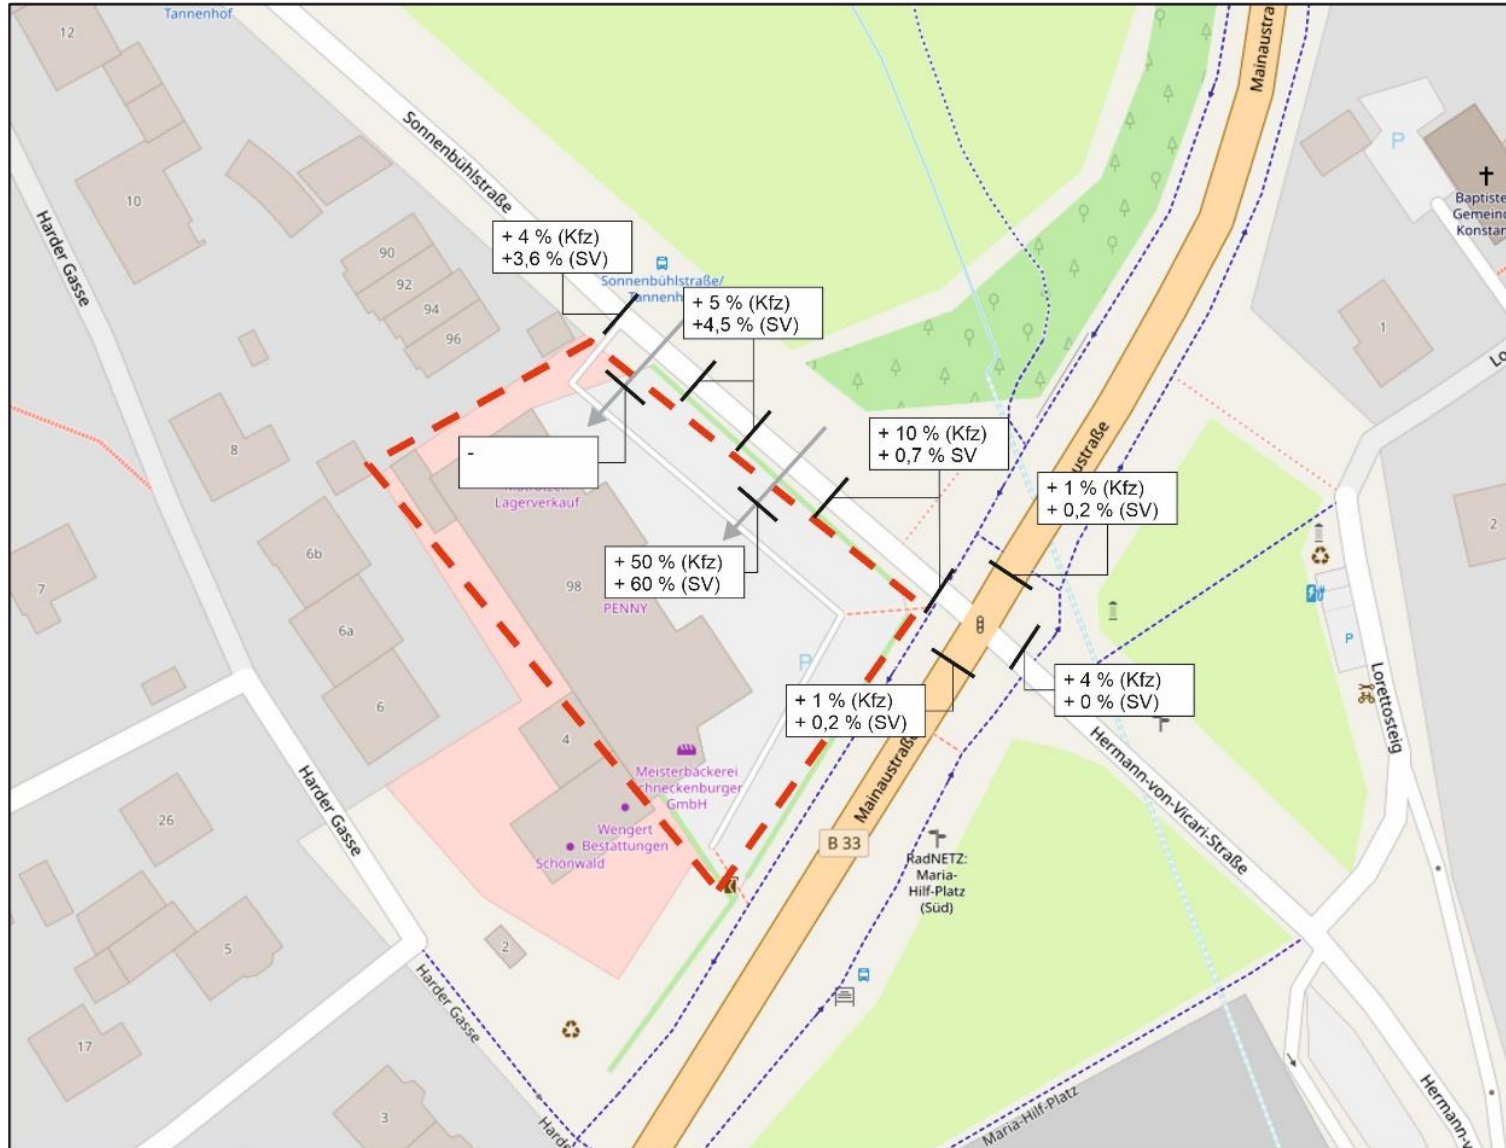 Tannenhof
12
Sonnenbühlstraße
Mainaustraße
P
Baptiste
Gemeind
Konstan
10
Harder Gasse
90
92
94
96
+ 4 % (Kfz)
+3,6 % (SV)
Sonnenbühlstraße/
+ 5 % (Kfz)
+4,5 % (SV)
1
8
-
Lagerverkauf
+ 10 % (Kfz)
+ 0,7 % SV
+ 1 % (Kfz)
+ 0,2 % (SV)
2
6b
7
+ 50 % (Kfz)
+ 60 % (SV)
98
PENNY
6a
P
P
6
+ 1 % (Kfz)
+ 0,2 % (SV)
+ 4 % (Kfz)
+ 0 % (SV)
Lorettosteig
4
Meisterbäckerei
chneckenburger
GmbH
Mainaustraße
Hermann-von-Vicari-Straße
Harder Gasse
26
Wengert
Bestattungen
Schönwald
B 33
RadNETZ:
Maria-
Hilf-Platz
(Süd)
5
2
Harder Gasse
17
3
Harde
Maria-Hilf-Platz
Hermann-v